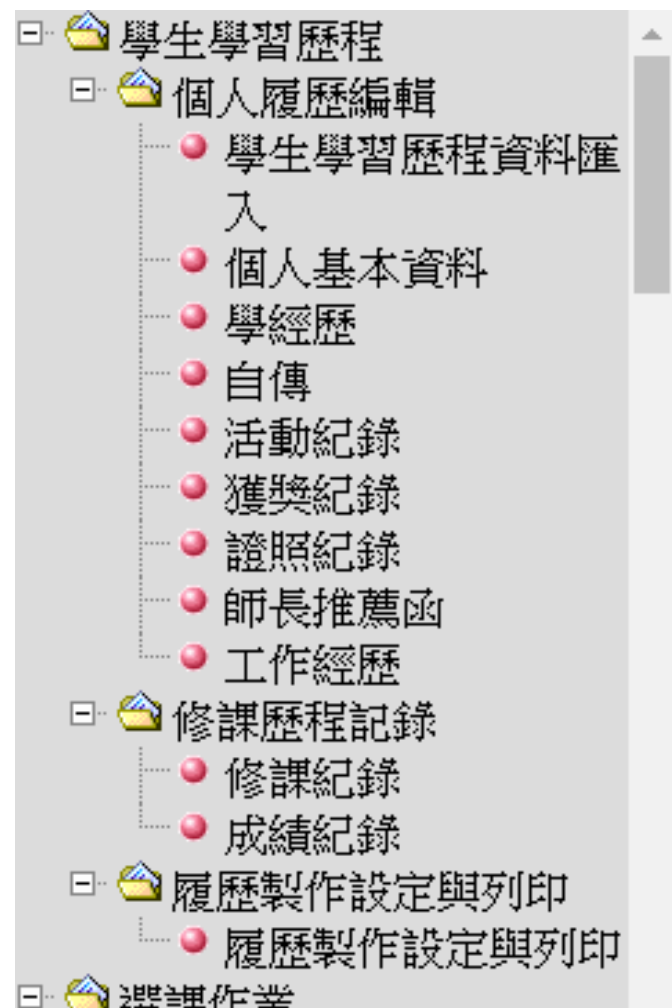 學生學習歷程
個人履歷編輯
學生學習歷程資料匯
入
個人基本資料
學經歷
自傳
活動紀錄
獲獎紀錄
證照紀錄
師長推薦函
工作經歷
修課歷程記錄
修課紀錄
成績紀錄
履歷製作設定與列印
履歷製作設定與列印
選課作業